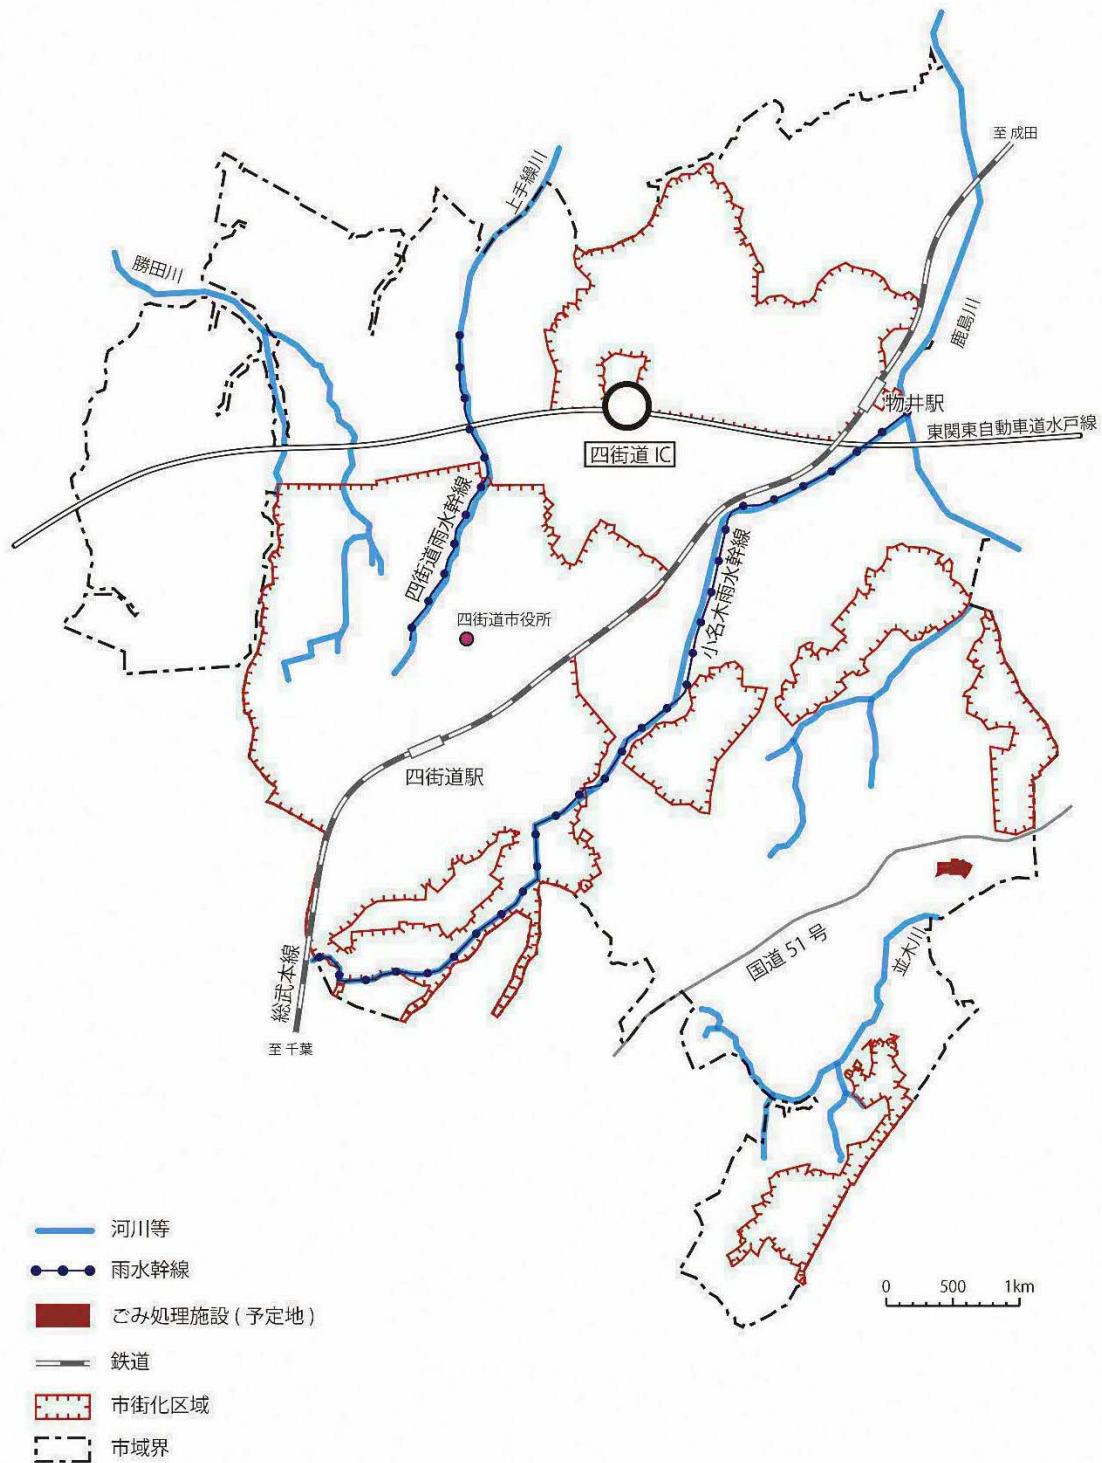 至 成田
上手繰川
勝田川
鹿島川
物井駅
東関東自動車道水戸線
四街道 IC
四街道雨水幹線
小名木雨水幹線
四街道市役所
四街道駅
国道 51 号
並木川
総武本線
至 千葉
河川等
雨水幹線
ごみ処理施設 ( 予定地 )
鉄道
市街化区域
市域界
0 500 1km